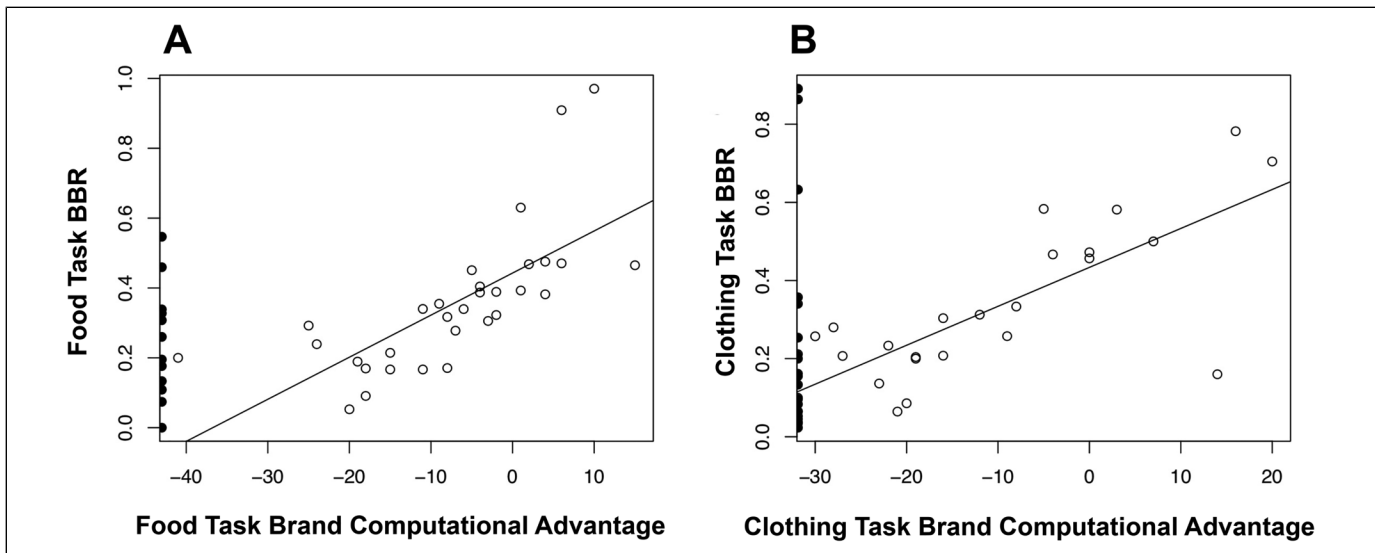 A
Food Task BBR
1.0
0.8
0.6
0.4
0.2
0.0
−40 −30 −20 −10 0 10
Food Task Brand Computational Advantage
B
Clothing Task BBR
0.8
0.6
0.4
0.2
0.0
−30 −20 −10 0 10 20
Clothing Task Brand Computational Advantage